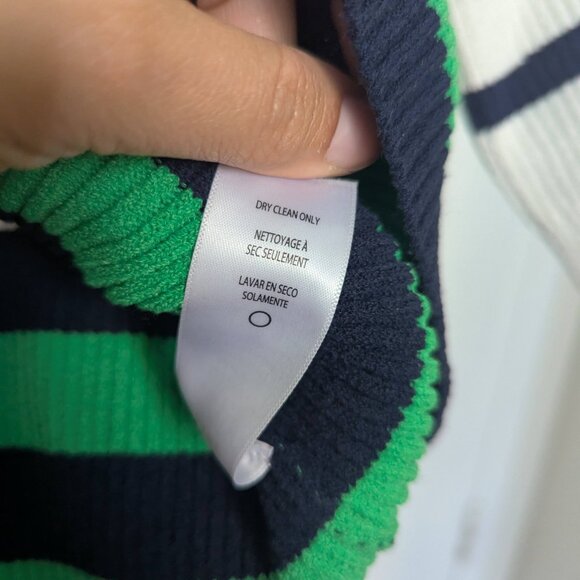 DRY CLEAN ONLY
NETTOYAGE À
SEC SEULEMENT
LAVAR EN SECO
SOLAMENTE